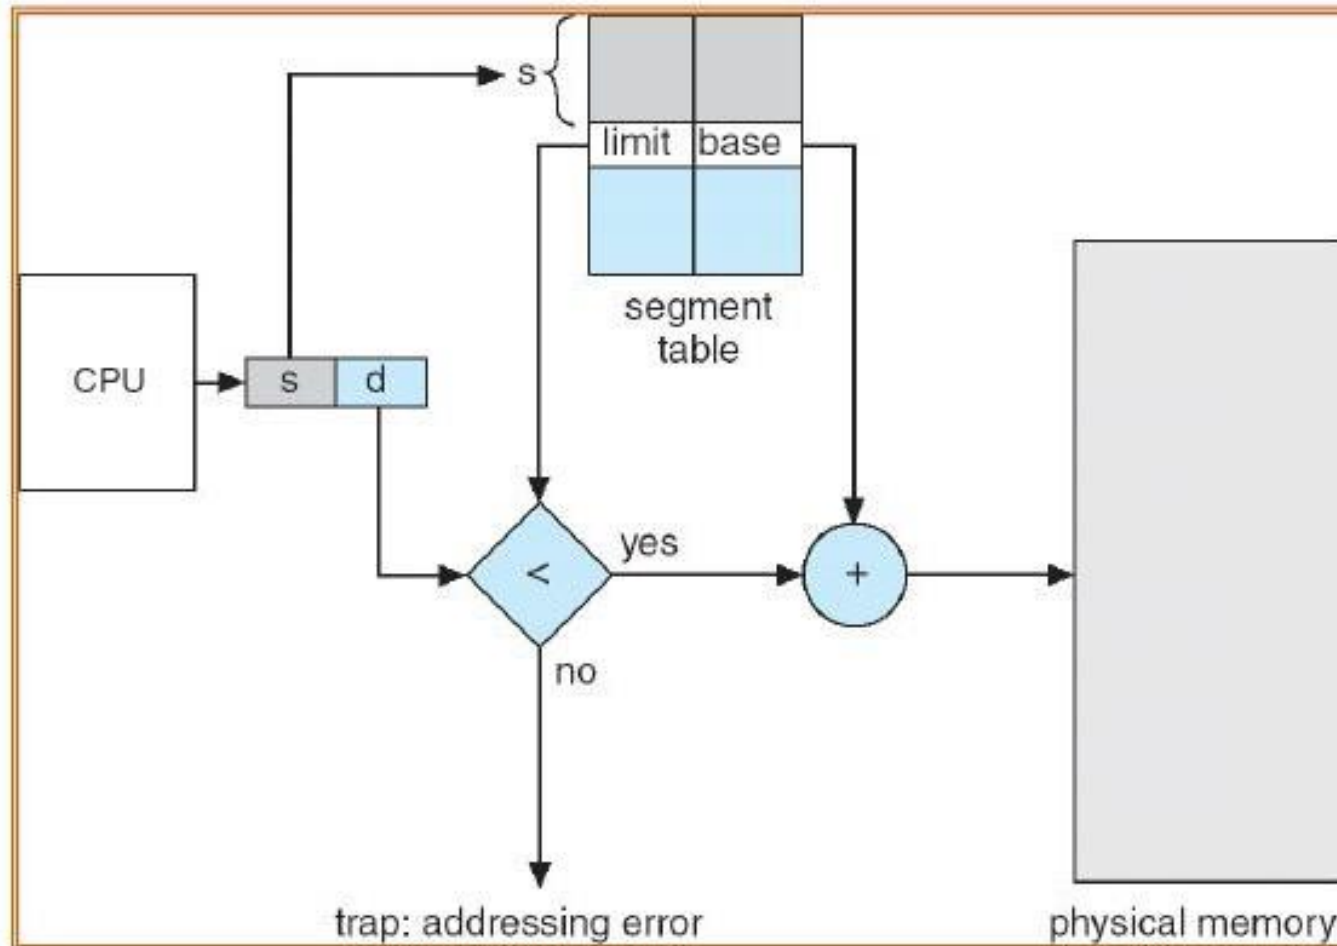 s
limit base
segment
table
CPU
s d
yes
<
+
no
trap: addressing error
physical memory